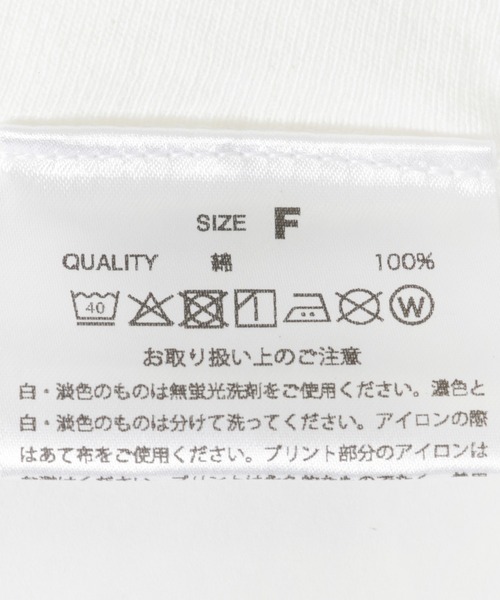 SIZE F
QUALITY 綿 100%
40 W
お取り扱い上のご注意
白・淡色のものは無蛍光洗剤をご使用ください。濃色と
白・淡色のものは分けて洗ってください。アイロンの際
はあて布をご使用ください。プリント部分のアイロンは